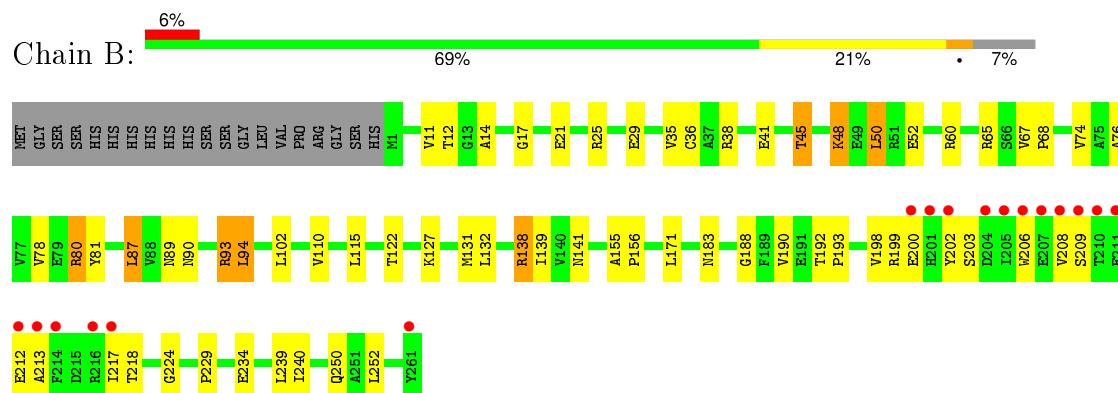 6%
Chain B:
69% 21% • 7%
MET GLY SER SER HIS HIS HIS HIS HIS HIS SER SER GLY LEU VAL PRO ARG GLY SER HIS M1 V11 T12 G13 A14 G17 E21 R25 E29 V35 C36 A37 R38 E41 T45 K48 E49 L50 R51 E52 R60 R65 S66 V67 P68 V74 A75 A76
V77 V78 E79 R80 Y81 L87 V88 N89 N90 R93 L94 L102 V110 L115 T122 K127 M131 L132 R138 I139 V140 N141 A155 P156 L171 N183 G188 F189 V190 E191 T192 P193 V198 R199 E200 H201 Y202 S203 D204 I205 W206 E207 V208 S209 T210 E211
E212 A213 F214 D215 R216 I217 T218 G224 P229 E234 L239 I240 Q250 A251 L252 Y261